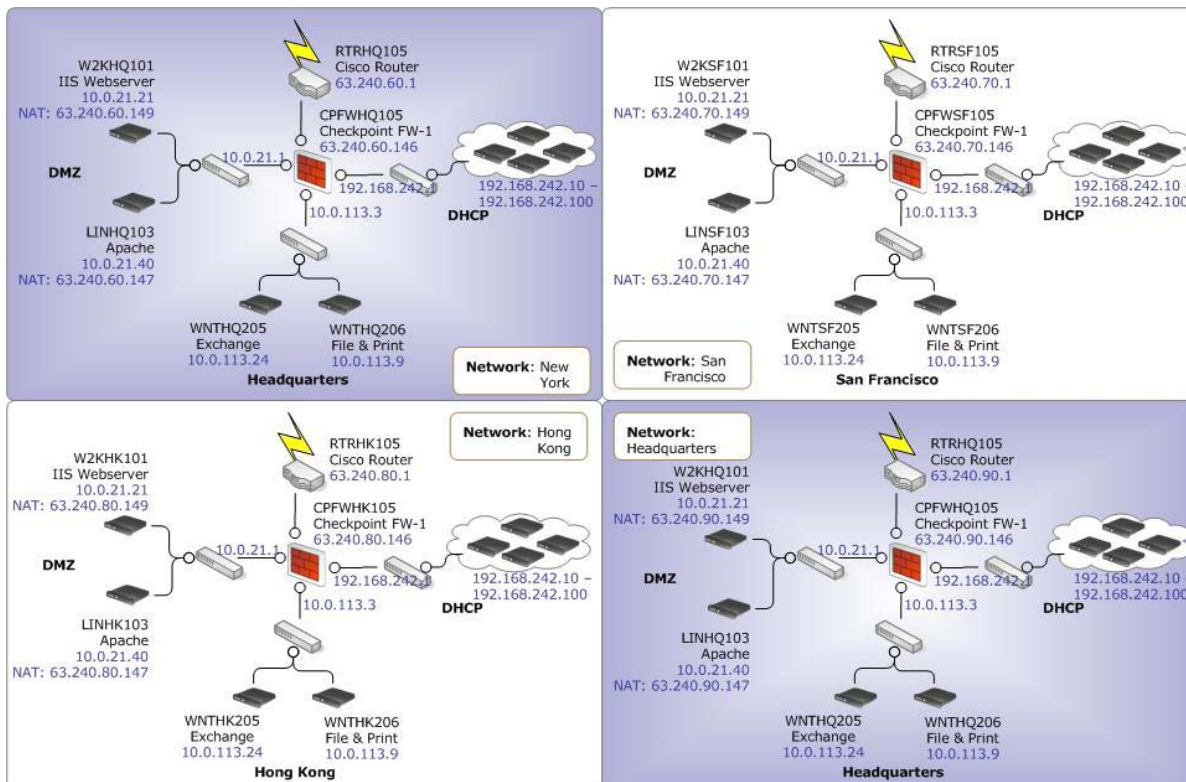 RTRHQ105
Cisco Router
63.240.60.1
W2KHQ101
IIS Webserver
10.0.21.21
NAT: 63.240.60.149
CPFWHQ105
Checkpoint FW-1
63.240.60.146
DMZ
10.0.21.1
192.168.242.1
192.168.242.10 –
192.168.242.100
DHCP
10.0.113.3
LINHQ103
Apache
10.0.21.40
NAT: 63.240.60.147
WNTHQ205
Exchange
10.0.113.24
WNTHQ206
File & Print
10.0.113.9
Headquarters
Network: New
York
RTRSF105
Cisco Router
63.240.70.1
W2KSF101
IIS Webserver
10.0.21.21
NAT: 63.240.70.149
CPFWSF105
Checkpoint FW-1
63.240.70.146
DMZ
10.0.21.1
192.168.242.1
192.168.242.10 –
192.168.242.100
DHCP
10.0.113.3
LINSF103
Apache
10.0.21.40
NAT: 63.240.70.147
WNTSF205
Exchange
10.0.113.24
WNTSF206
File & Print
10.0.113.9
Network: San
Francisco
San Francisco
Network: Hong
Kong
RTRHK105
Cisco Router
63.240.80.1
W2KHK101
IIS Webserver
10.0.21.21
NAT: 63.240.80.149
CPFWHK105
Checkpoint FW-1
63.240.80.146
DMZ
10.0.21.1
192.168.242.1
192.168.242.10 –
192.168.242.100
DHCP
10.0.113.3
LINHK103
Apache
10.0.21.40
NAT: 63.240.80.147
WNTHK205
Exchange
10.0.113.24
WNTHK206
File & Print
10.0.113.9
Hong Kong
Network:
Headquarters
RTRHQ105
Cisco Router
63.240.90.1
W2KHQ101
IIS Webserver
10.0.21.21
NAT: 63.240.90.149
CPFWHQ105
Checkpoint FW-1
63.240.90.146
DMZ
10.0.21.1
192.168.242.1
192.168.242.10 –
192.168.242.100
DHCP
10.0.113.3
LINHQ103
Apache
10.0.21.40
NAT: 63.240.90.147
WNTHQ205
Exchange
10.0.113.24
WNTHQ206
File & Print
10.0.113.9
Headquarters